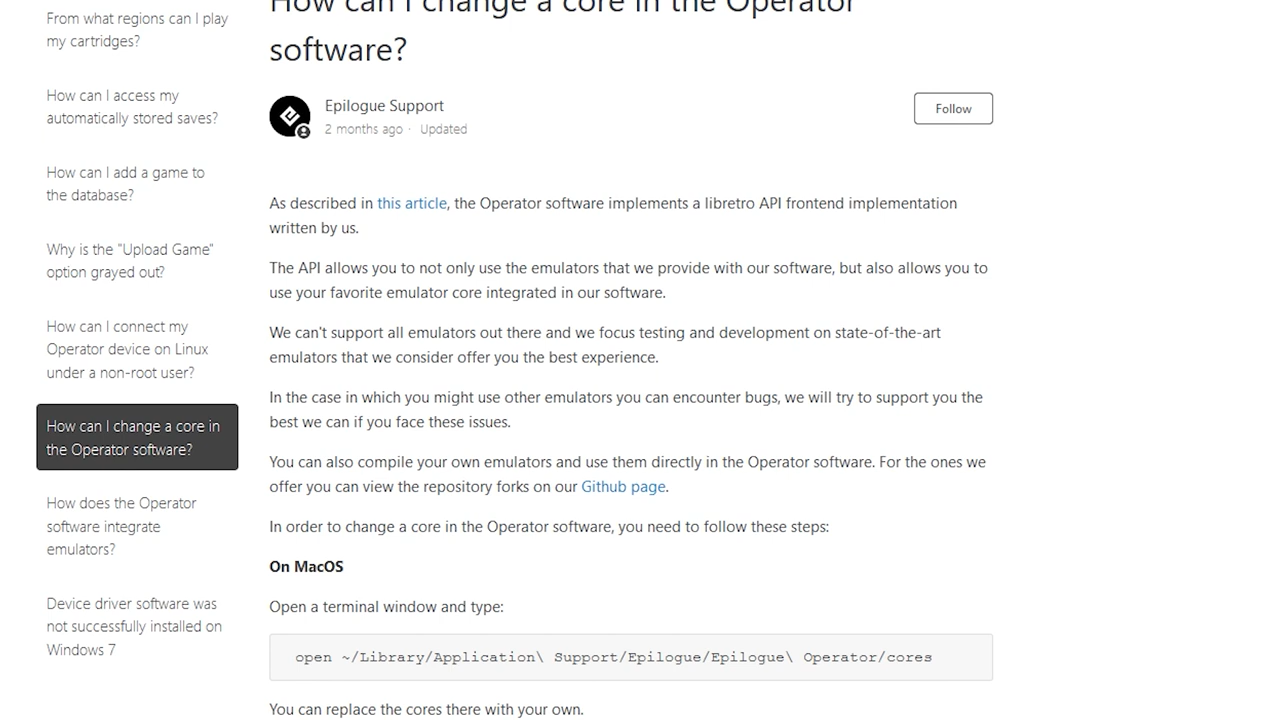 From what regions can I play
my cartridges?
How can I access my
automatically stored saves?
How can I add a game to
the database?
Why is the "Upload Game"
option grayed out?
How can I connect my
Operator device on Linux
under a non-root user?
How can I change a core in
the Operator software?
How does the Operator
software integrate
emulators?
Device driver software was
not successfully installed on
Windows 7
How can I change a core in the Operator
software?
Epilogue Support
2 months ago · Updated
Follow
As described in this article, the Operator software implements a libretro API frontend implementation
written by us.
The API allows you to not only use the emulators that we provide with our software, but also allows you to
use your favorite emulator core integrated in our software.
We can't support all emulators out there and we focus testing and development on state-of-the-art
emulators that we consider offer you the best experience.
In the case in which you might use other emulators you can encounter bugs, we will try to support you the
best we can if you face these issues.
You can also compile your own emulators and use them directly in the Operator software. For the ones we
offer you can view the repository forks on our Github page.
In order to change a core in the Operator software, you need to follow these steps:
On MacOS
Open a terminal window and type:
open ~/Library/Application\ Support/Epilogue/Epilogue\ Operator/cores
You can replace the cores there with your own.